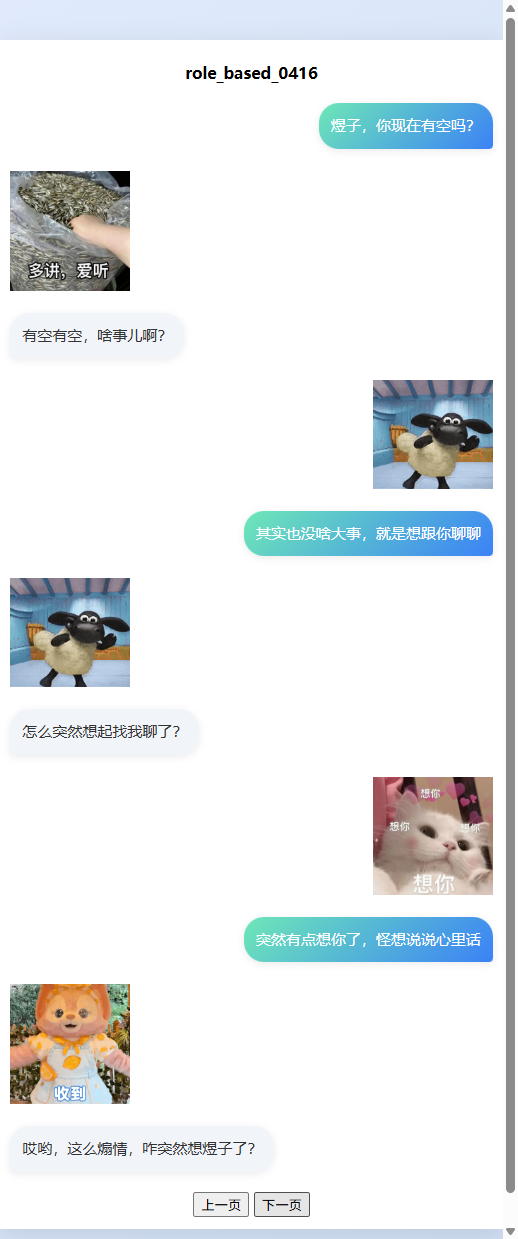 role_based_0416
煜子，你现在有空吗？
多讲，爱听
有空有空，啥事儿啊？
其实也没啥大事，就是想跟你聊聊
怎么突然想起找我聊了？
想你
想你
想你
想你
突然有点想你了，怪想说说心里话
收到
哎哟，这么煽情，咋突然想煜子了？
上一页 下一页